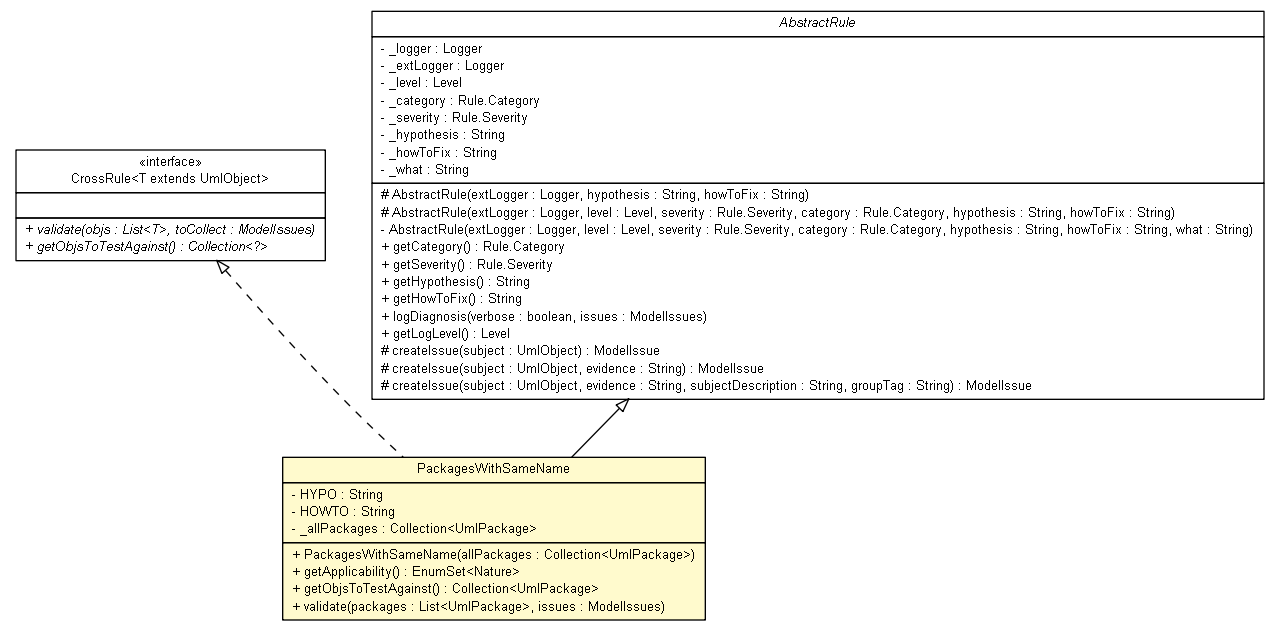 AbstractRule
- _logger : Logger
- _extLogger : Logger
- _level : Level
- _category : Rule.Category
- _severity : Rule.Severity
- _hypothesis : String
- _howToFix : String
- _what : String
# AbstractRule(extLogger : Logger, hypothesis : String, howToFix : String)
# AbstractRule(extLogger : Logger, level : Level, severity : Rule.Severity, category : Rule.Category, hypothesis : String, howToFix : String)
- AbstractRule(extLogger : Logger, level : Level, severity : Rule.Severity, category : Rule.Category, hypothesis : String, howToFix : String, what : String)
+ getCategory() : Rule.Category
+ getSeverity() : Rule.Severity
+ getHypothesis() : String
+ getHowToFix() : String
+ logDiagnosis(verbose : boolean, issues : ModelIssues)
+ getLogLevel() : Level
# createIssue(subject : UmlObject) : ModelIssue
# createIssue(subject : UmlObject, evidence : String) : ModelIssue
# createIssue(subject : UmlObject, evidence : String, subjectDescription : String, groupTag : String) : ModelIssue
«interface»
CrossRule<T extends UmlObject>
+ validate(objs : List<T>, toCollect : ModelIssues)
+ getObjsToTestAgainst() : Collection<?>
PackagesWithSameName
- HYPO : String
- HOWTO : String
- _allPackages : Collection<UmlPackage>
+ PackagesWithSameName(allPackages : Collection<UmlPackage>)
+ getApplicability() : EnumSet<Nature>
+ getObjsToTestAgainst() : Collection<UmlPackage>
+ validate(packages : List<UmlPackage>, issues : ModelIssues)